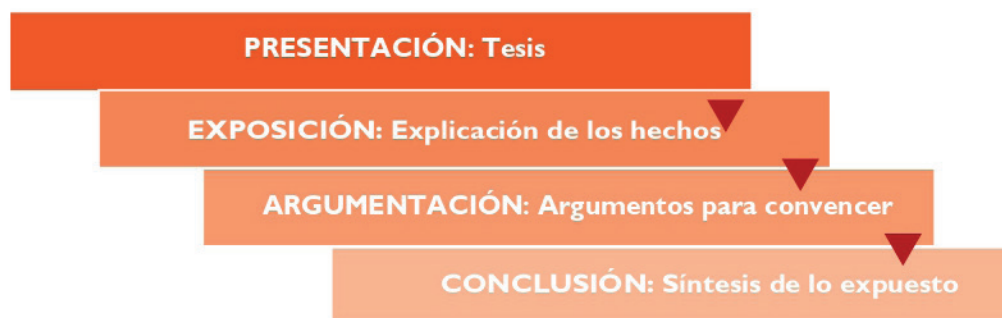 PRESENTACIÓN: Tesis
EXPOSICIÓN: Explicación de los hechos
ARGUMENTACIÓN: Argumentos para convencer
CONCLUSIÓN: Síntesis de lo expuesto